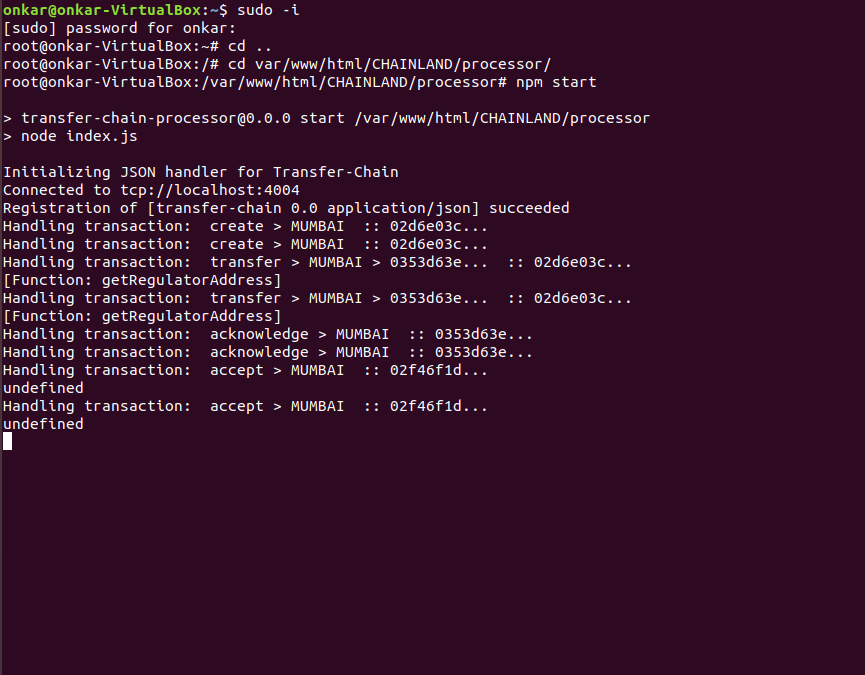 onkar@onkar-VirtualBox:~$ sudo -i
[sudo] password for onkar:
root@onkar-VirtualBox:~# cd ..
root@onkar-VirtualBox:/# cd var/www/html/CHAINLAND/processor/
root@onkar-VirtualBox:/var/www/html/CHAINLAND/processor# npm start
> transfer-chain-processor@0.0.0 start /var/www/html/CHAINLAND/processor
> node index.js
Initializing JSON handler for Transfer-Chain
Connected to tcp://localhost:4004
Registration of [transfer-chain 0.0 application/json] succeeded
Handling transaction:  create > MUMBAI  :: 02d6e03c...
Handling transaction:  create > MUMBAI  :: 02d6e03c...
Handling transaction:  transfer > MUMBAI > 0353d63e...  :: 02d6e03c...
[Function: getRegulatorAddress]
Handling transaction:  transfer > MUMBAI > 0353d63e...  :: 02d6e03c...
[Function: getRegulatorAddress]
Handling transaction:  acknowledge > MUMBAI  :: 0353d63e...
Handling transaction:  acknowledge > MUMBAI  :: 0353d63e...
Handling transaction:  accept > MUMBAI  :: 02f46f1d...
undefined
Handling transaction:  accept > MUMBAI  :: 02f46f1d...
undefined